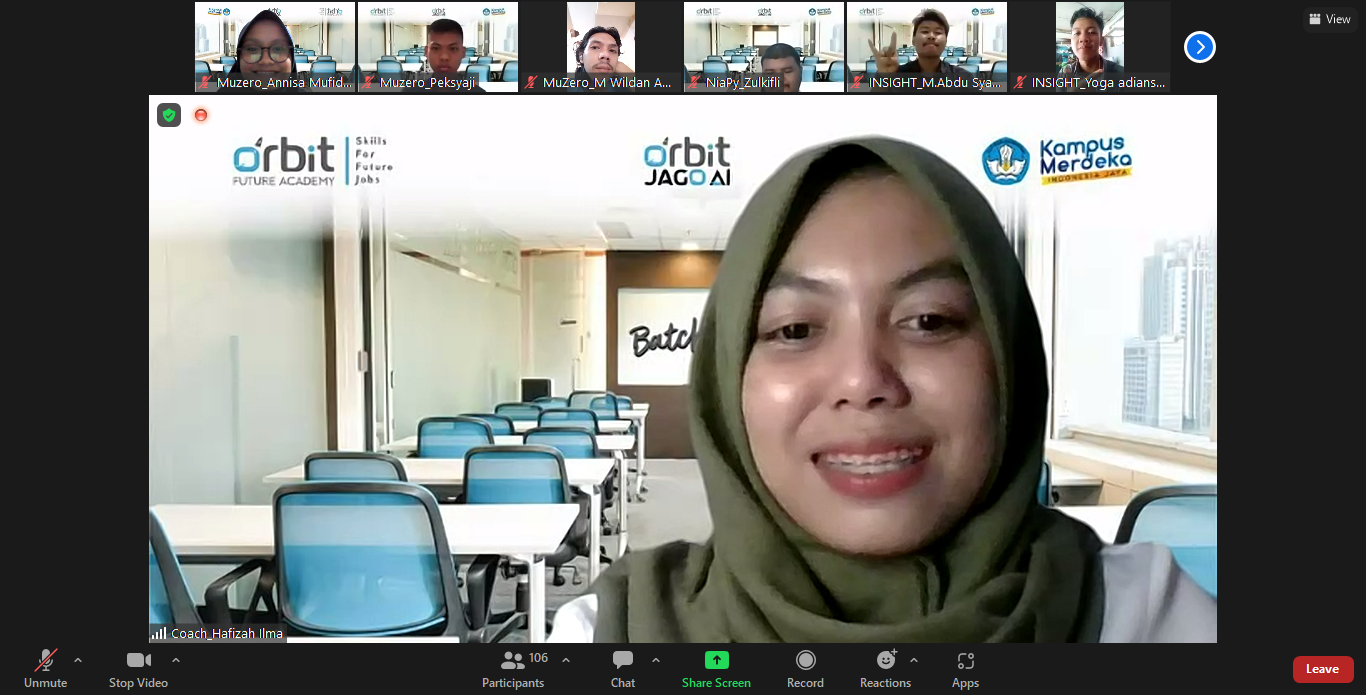 View
Muzero_Annisa Mufid...
Muzero_Peksyaji
MuZero_M Wildan A...
NiaPy_Zulkifli
INSIGHT_M.Abdu Sya...
INSIGHT_Yoga adians...
orbit
FUTURE ACADEMY
Skills
For
Future
Jobs
orbit
JAGO AI
Kampus
Merdeka
INDONESIA JAYA
Batch
Coach_Hafizah Ilma
Unmute
Stop Video
Participants
106
Chat
Share Screen
Record
Reactions
Apps
Leave